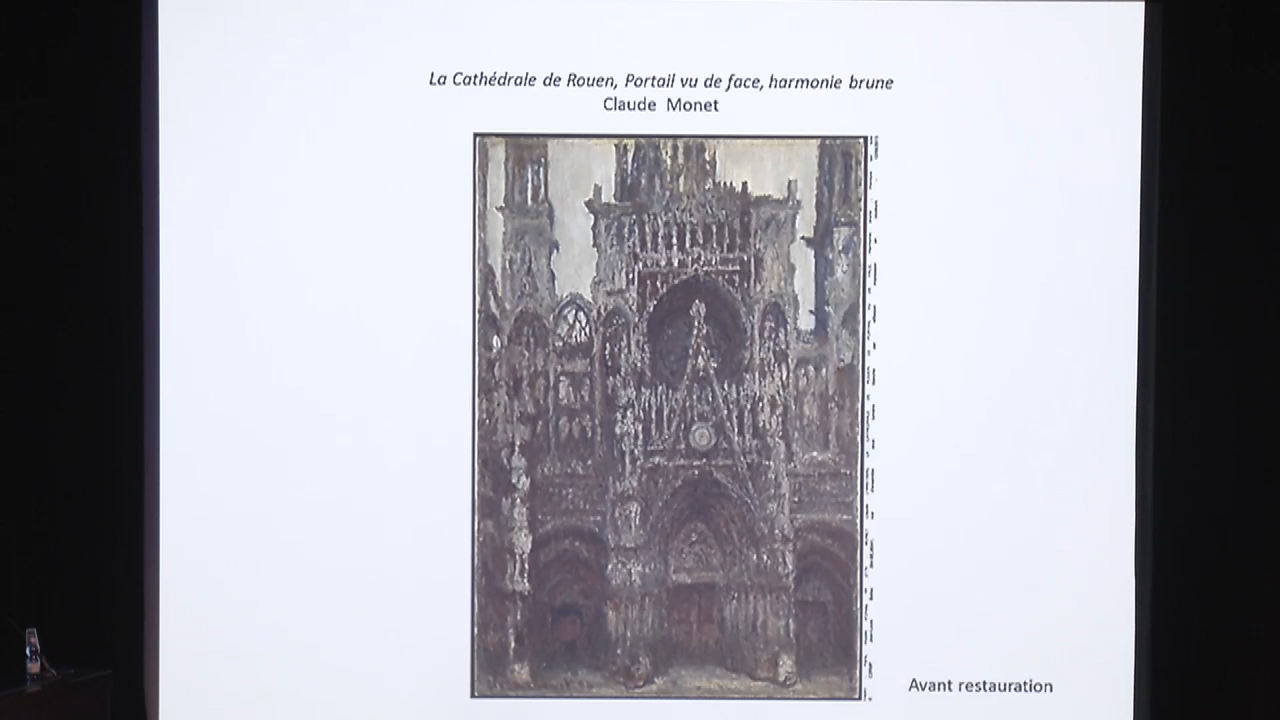 La Cathédrale de Rouen, Portail vu de face, harmonie brune
Claude Monet
Avant restauration